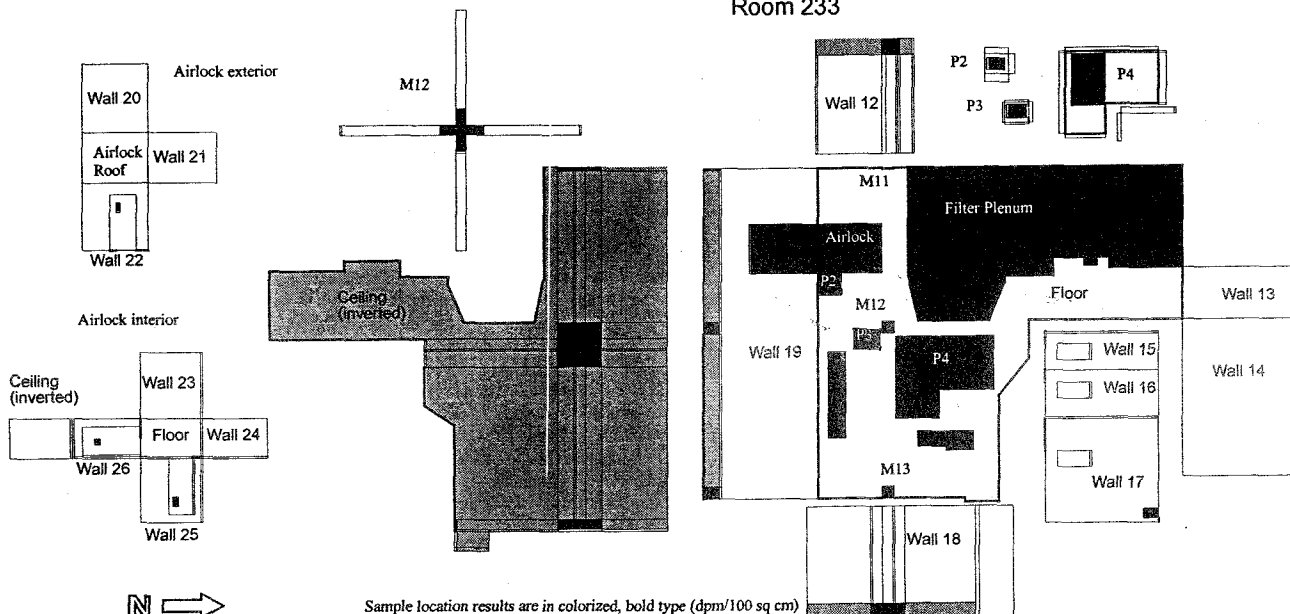 Room 233
Airlock exterior
Wall 20
Airlock
Roof
Wall 21
Wall 22
M12
Wall 12
P2
P3
P4
M11
Filter Plenum
Airlock
P2
M12
Floor
Wall 13
Ceiling
(inverted)
Airlock interior
Wall 19
P4
Wall 15
Wall 16
Wall 14
Ceiling
(inverted)
Wall 23
Floor
Wall 24
Wall 26
Wall 25
M13
Wall 17
Wall 18
N
Sample location results are in colorized, bold type (dpm/100 sq cm)